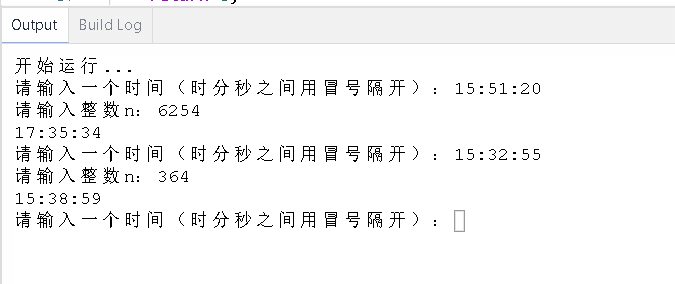 Output Build Log
开始运行...
请输入一个时间（时分秒之间用冒号隔开）：15:51:20
请输入整数n：6254
17:35:34
请输入一个时间（时分秒之间用冒号隔开）：15:32:55
请输入整数n：364
15:38:59
请输入一个时间（时分秒之间用冒号隔开）：